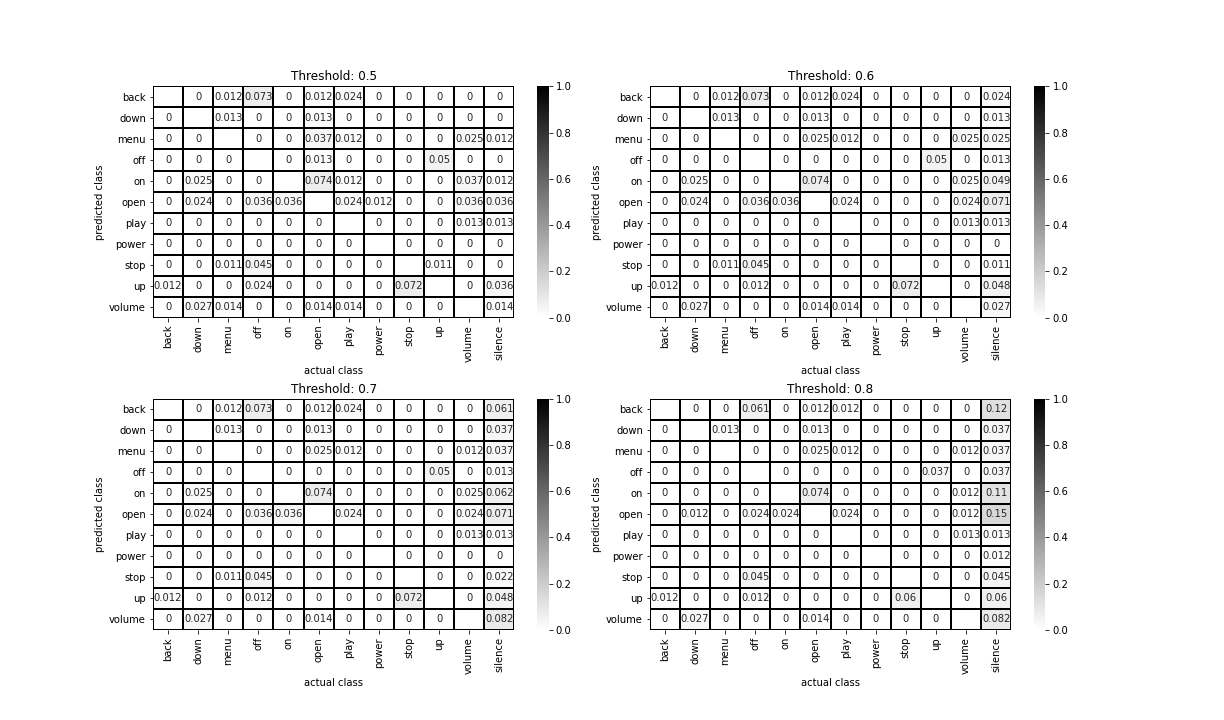 Threshold: 0.5
predicted class
back 0 0.012 0.073 0 0.012 0.024 0 0 0 0 0
down 0 0.013 0 0 0.013 0 0 0 0 0 0
menu 0 0 0 0 0.037 0.012 0 0 0 0.025 0.012
off 0 0 0 0 0.013 0 0 0 0.05 0 0
on 0 0.025 0 0 0.074 0.012 0 0 0 0.037 0.012
open 0 0.024 0 0.036 0.036 0.024 0.012 0 0 0.036 0.036
play 0 0 0 0 0 0 0 0 0 0.013 0.013
power 0 0 0 0 0 0 0 0 0 0 0
stop 0 0 0.011 0.045 0 0 0 0 0.011 0 0
up 0.012 0 0 0.024 0 0 0 0 0.072 0 0.036
volume 0 0.027 0.014 0 0 0.014 0.014 0 0 0 0.014
back down menu off on open play power stop up volume silence
actual class
1.0
0.8
0.6
0.4
0.2
0.0
Threshold: 0.6
predicted class
back 0 0.012 0.073 0 0.012 0.024 0 0 0 0 0.024
down 0 0.013 0 0 0.013 0 0 0 0 0 0.013
menu 0 0 0 0 0.025 0.012 0 0 0 0.025 0.025
off 0 0 0 0 0 0 0 0 0.05 0 0.013
on 0 0.025 0 0 0.074 0 0 0 0 0.025 0.049
open 0 0.024 0 0.036 0.036 0.024 0 0 0 0.024 0.071
play 0 0 0 0 0 0 0 0 0 0.013 0.013
power 0 0 0 0 0 0 0 0 0 0 0
stop 0 0 0.011 0.045 0 0 0 0 0 0 0.011
up 0.012 0 0 0.012 0 0 0 0 0.072 0 0.048
volume 0 0.027 0 0 0 0.014 0.014 0 0 0 0.027
back down menu off on open play power stop up volume silence
actual class
1.0
0.8
0.6
0.4
0.2
0.0
Threshold: 0.7
predicted class
back 0 0.012 0.073 0 0.012 0.024 0 0 0 0 0.061
down 0 0.013 0 0 0.013 0 0 0 0 0 0.037
menu 0 0 0 0 0.025 0.012 0 0 0 0.012 0.037
off 0 0 0 0 0 0 0 0 0.05 0 0.013
on 0 0.025 0 0 0.074 0 0 0 0 0.025 0.062
open 0 0.024 0 0.036 0.036 0.024 0 0 0 0.024 0.071
play 0 0 0 0 0 0 0 0 0 0.013 0.013
power 0 0 0 0 0 0 0 0 0 0 0
stop 0 0 0.011 0.045 0 0 0 0 0 0 0.022
up 0.012 0 0 0.012 0 0 0 0 0.072 0 0.048
volume 0 0.027 0 0 0 0.014 0 0 0 0 0.082
back down menu off on open play power stop up volume silence
actual class
1.0
0.8
0.6
0.4
0.2
0.0
Threshold: 0.8
predicted class
back 0 0 0.061 0 0.012 0.012 0 0 0 0 0.12
down 0 0.013 0 0 0.013 0 0 0 0 0 0.037
menu 0 0 0 0 0.025 0.012 0 0 0 0.012 0.037
off 0 0 0 0 0 0 0 0 0.037 0 0.037
on 0 0 0 0 0.074 0 0 0 0 0.012 0.11
open 0 0.012 0 0.024 0.024 0.024 0 0 0 0.012 0.15
play 0 0 0 0 0 0 0 0 0 0.013 0.013
power 0 0 0 0 0 0 0 0 0 0 0.012
stop 0 0 0 0.045 0 0 0 0 0 0 0.045
up 0.012 0 0 0.012 0 0 0 0 0.06 0 0.06
volume 0 0.027 0 0 0 0.014 0 0 0 0 0.082
back down menu off on open play power stop up volume silence
actual class
1.0
0.8
0.6
0.4
0.2
0.0